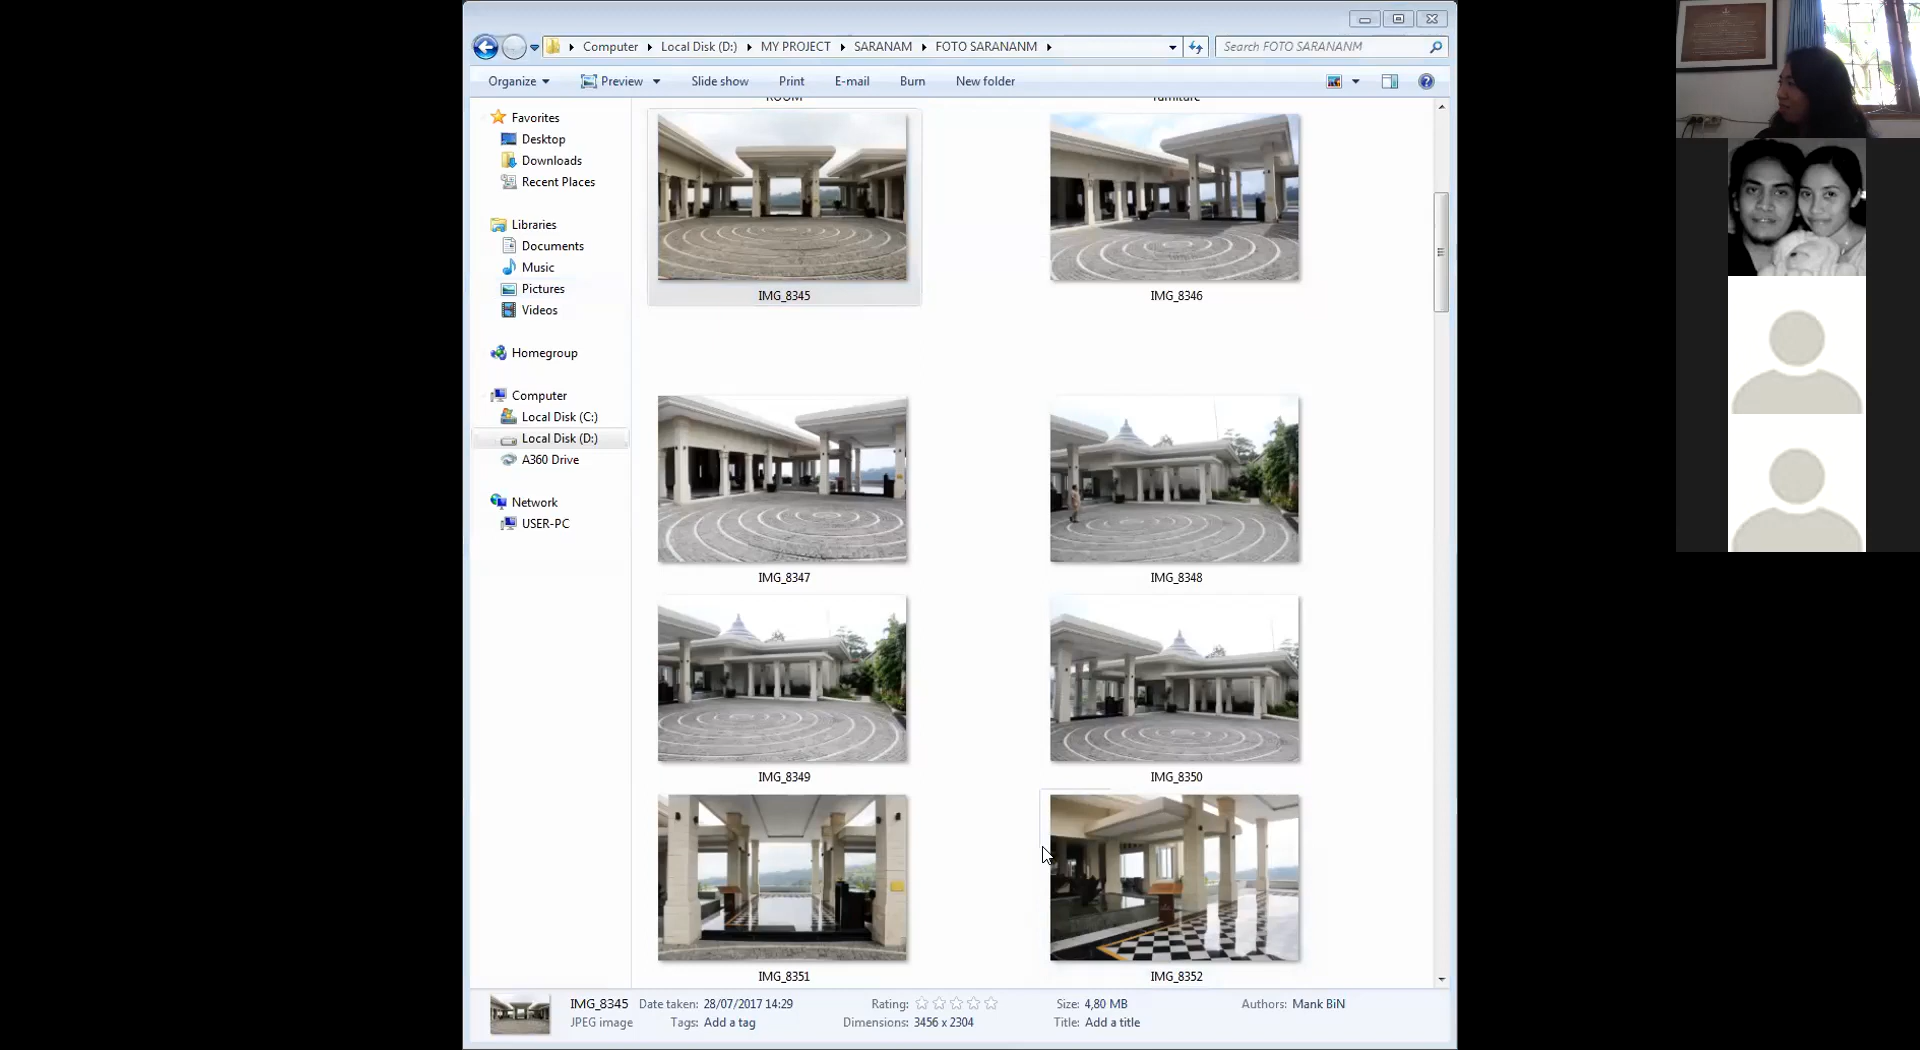 Computer Local Disk (D:) MY PROJECT SARANAM FOTO SARANANM
Search FOTO SARANANM
Organize Preview Slide show Print E-mail Burn New folder
ROOM
furniture
Favorites
Desktop
Downloads
Recent Places
Libraries
Documents
Music
Pictures
Videos
Homegroup
Computer
Local Disk (C:)
Local Disk (D:)
A360 Drive
Network
USER-PC
IMG_8345
IMG_8346
IMG_8347
IMG_8348
IMG_8349
IMG_8350
IMG_8351
IMG_8352
IMG_8345 Date taken: 28/07/2017 14:29 Rating: Size: 4,80 MB Authors: Mank BiN
JPEG image Tags: Add a tag Dimensions: 3456 x 2304 Title: Add a title